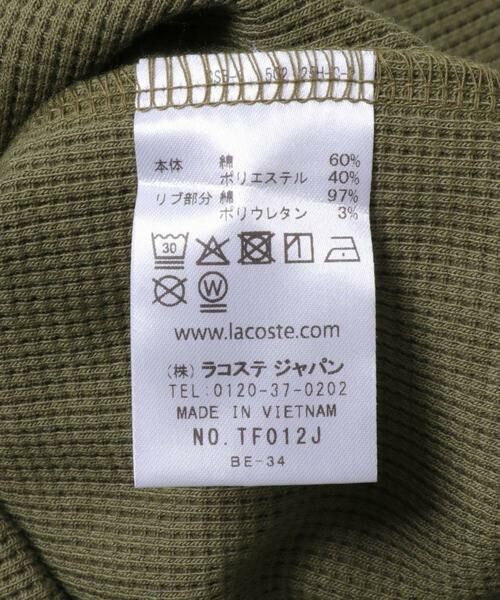 本体 綿 60%
ポリエステル 40%
リブ部分 綿 97%
ポリウレタン 3%
30
W
www.lacoste.com
(株) ラコステ ジャパン
TEL:0120-37-0202
MADE IN VIETNAM
NO.TF012J
BE-34